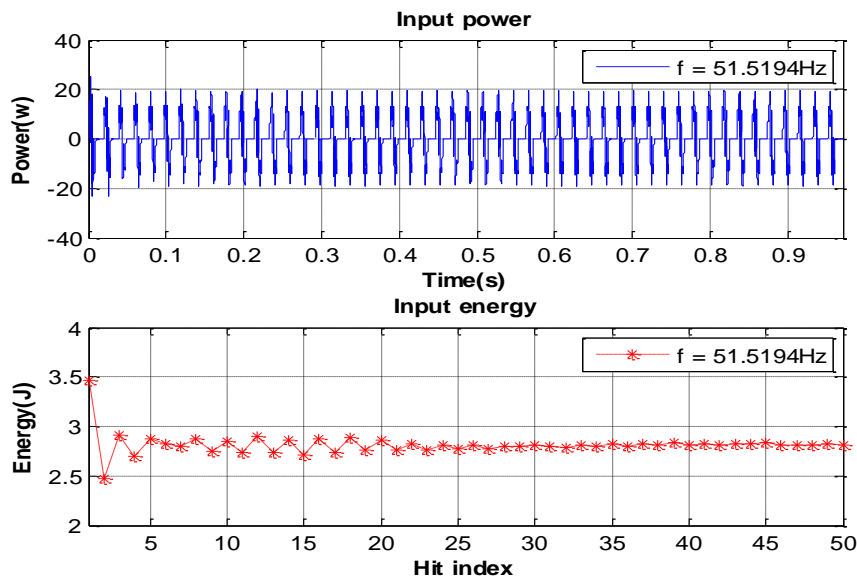 Input power
Power(w)
40
20
0
-20
-40
f = 51.5194Hz
0 0.1 0.2 0.3 0.4 0.5 0.6 0.7 0.8 0.9
Time(s)
Input energy
Energy(J)
4
3.5
3
2.5
2
f = 51.5194Hz
5 10 15 20 25 30 35 40 45 50
Hit index